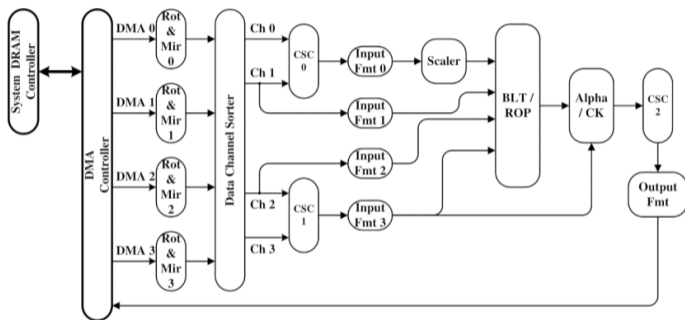 System DRAM
Controller
DMA
Controller
DMA 0
Rot
&
Mir
0
DMA 1
Rot
&
Mir
1
DMA 2
Rot
&
Mir
2
DMA 3
Rot
&
Mir
3
Data Channel Sorter
Ch 0
Ch 1
Ch 2
Ch 3
CSC
0
CSC
1
Input
Fmt 0
Input
Fmt 1
Input
Fmt 2
Input
Fmt 3
Scaler
BLT /
ROP
Alpha
/ CK
CSC
2
Output
Fmt